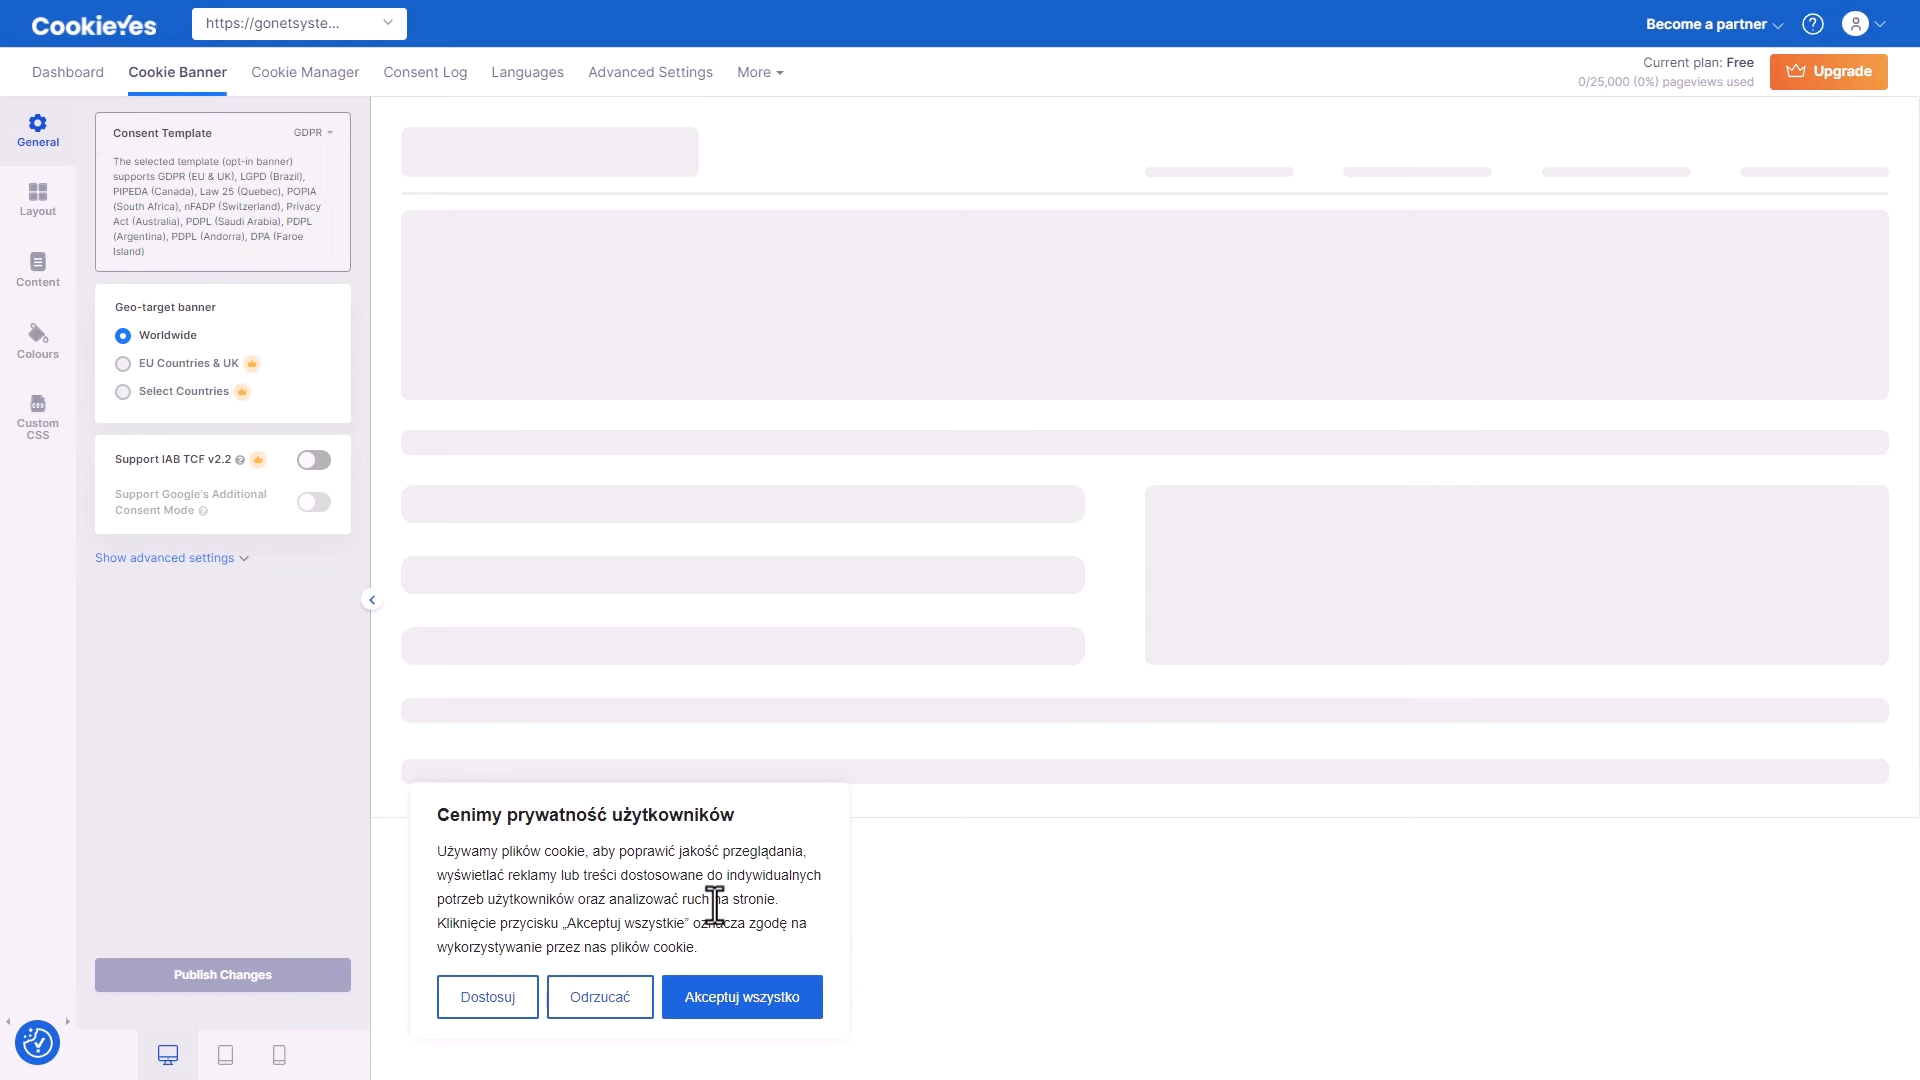 CookieYes
https://gonetsyste...
Become a partner
Dashboard
Cookie Banner
Cookie Manager
Consent Log
Languages
Advanced Settings
More
Current plan: Free
0/25,000 (0%) pageviews used
Upgrade
General
Layout
Content
Colours
CSS
Custom
CSS
Consent Template
GDPR
The selected template (opt-in banner)
supports GDPR (EU & UK), LGPD (Brazil),
PIPEDA (Canada), Law 25 (Quebec), POPIA
(South Africa), nFADP (Switzerland), Privacy
Act (Australia), PDPL (Saudi Arabia), PDPL
(Argentina), PDPL (Andorra), DPA (Faroe
Island)
Geo-target banner
Worldwide
EU Countries & UK
Select Countries
Support IAB TCF v2.2
Support Google's Additional
Consent Mode
Show advanced settings
Publish Changes
Cenimy prywatność użytkowników
Używamy plików cookie, aby poprawić jakość przeglądania,
wyświetlać reklamy lub treści dostosowane do indywidualnych
potrzeb użytkowników oraz analizować ruch na stronie.
Kliknięcie przycisku „Akceptuj wszystkie” oznacza zgodę na
wykorzystywanie przez nas plików cookie.
Dostosuj
Odrzucać
Akceptuj wszystko